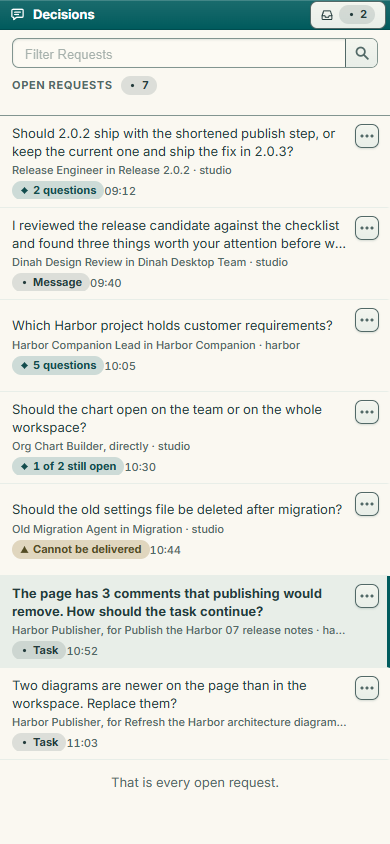 Decisions
• 2
Filter Requests
OPEN REQUESTS • 7
Should 2.0.2 ship with the shortened publish step, or
keep the current one and ship the fix in 2.0.3?
Release Engineer in Release 2.0.2 · studio
◆ 2 questions 09:12
I reviewed the release candidate against the checklist
and found three things worth your attention before w...
Dinah Design Review in Dinah Desktop Team · studio
• Message 09:40
Which Harbor project holds customer requirements?
Harbor Companion Lead in Harbor Companion · harbor
◆ 5 questions 10:05
Should the chart open on the team or on the whole
workspace?
Org Chart Builder, directly · studio
◆ 1 of 2 still open 10:30
Should the old settings file be deleted after migration?
Old Migration Agent in Migration · studio
▲ Cannot be delivered 10:44
The page has 3 comments that publishing would
remove. How should the task continue?
Harbor Publisher, for Publish the Harbor 07 release notes · ha...
• Task 10:52
Two diagrams are newer on the page than in the
workspace. Replace them?
Harbor Publisher, for Refresh the Harbor architecture diagram...
• Task 11:03
That is every open request.